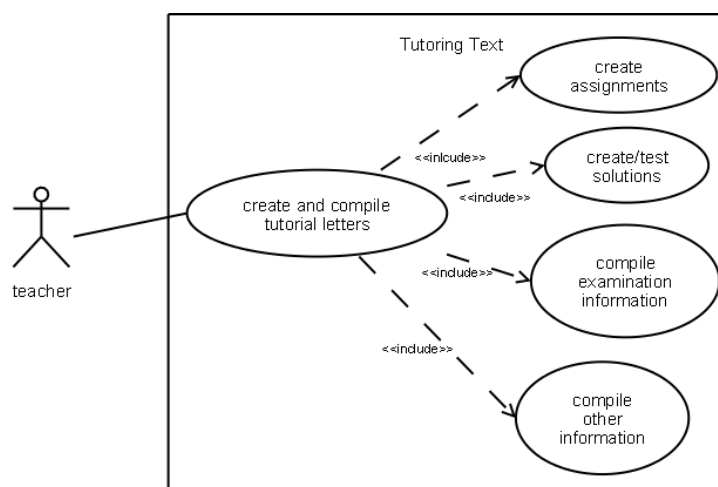 Tutoring Text
create
assignments
<<inlcude>>
create/test
solutions
<<include>>
create and compile
tutorial letters
teacher
<<include>>
compile
examination
information
<<include>>
compile
other
information